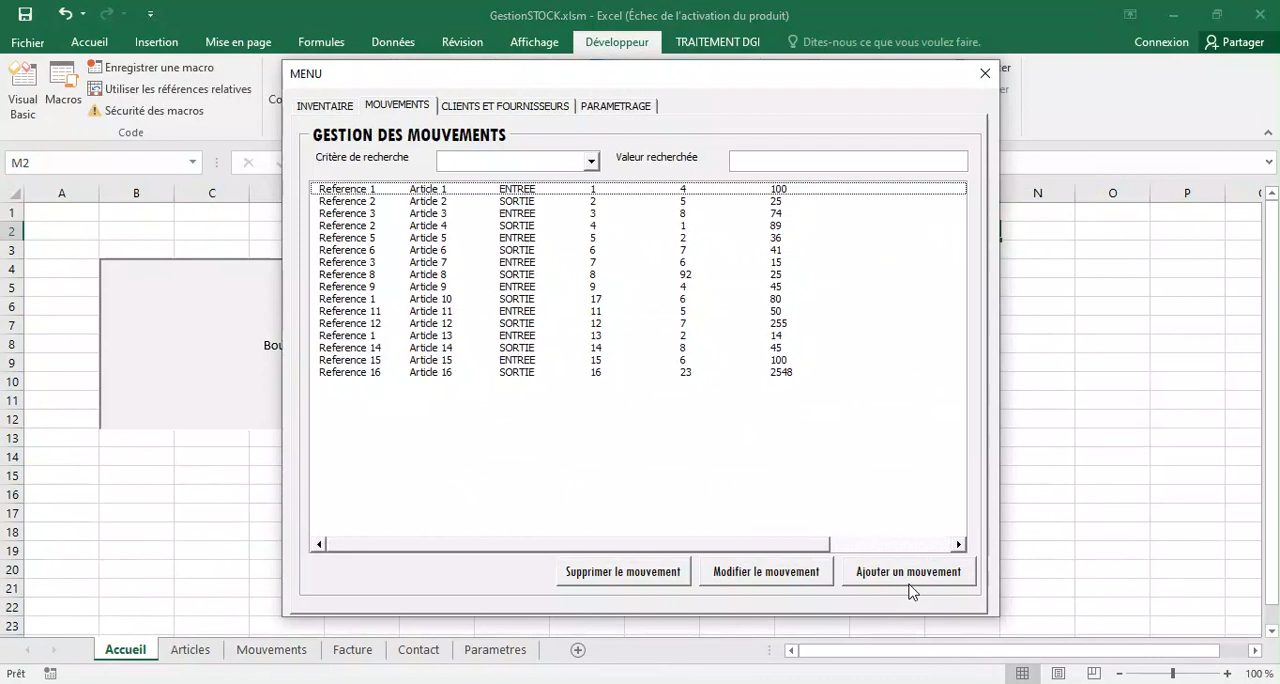 GestionSTOCK.xlsm - Excel (Échec de l'activation du produit)
Fichier Accueil Insertion Mise en page Formules Données Révision Affichage Développeur TRAITEMENT DGI Dites-nous ce que vous voulez faire. Connexion Partager
Visual Basic
Macros
Enregistrer une macro
Utiliser les références relatives
Sécurité des macros
Code
MENU
INVENTAIRE MOUVEMENTS CLIENTS ET FOURNISSEURS PARAMETRAGE
GESTION DES MOUVEMENTS
Critère de recherche Valeur recherchée
M2
A B C N O P
1
2
3
4
5
6
7
8
9
10
11
12
13
14
15
16
17
18
19
20
21
22
23
Reference 1 Article 1 ENTREE 1 4 100
Reference 2 Article 2 SORTIE 2 5 25
Reference 3 Article 3 ENTREE 3 8 74
Reference 2 Article 4 SORTIE 4 1 89
Reference 5 Article 5 ENTREE 5 2 36
Reference 6 Article 6 SORTIE 6 7 41
Reference 3 Article 7 ENTREE 7 6 15
Reference 8 Article 8 SORTIE 8 92 25
Reference 9 Article 9 ENTREE 9 4 45
Reference 1 Article 10 SORTIE 17 6 80
Reference 11 Article 11 ENTREE 11 5 50
Reference 12 Article 12 SORTIE 12 7 255
Reference 1 Article 13 ENTREE 13 2 14
Reference 14 Article 14 SORTIE 14 8 45
Reference 15 Article 15 ENTREE 15 6 100
Reference 16 Article 16 SORTIE 16 23 2548
Supprimer le mouvement Modifier le mouvement Ajouter un mouvement
Accueil Articles Mouvements Facture Contact Parametres
Prêt 100 %